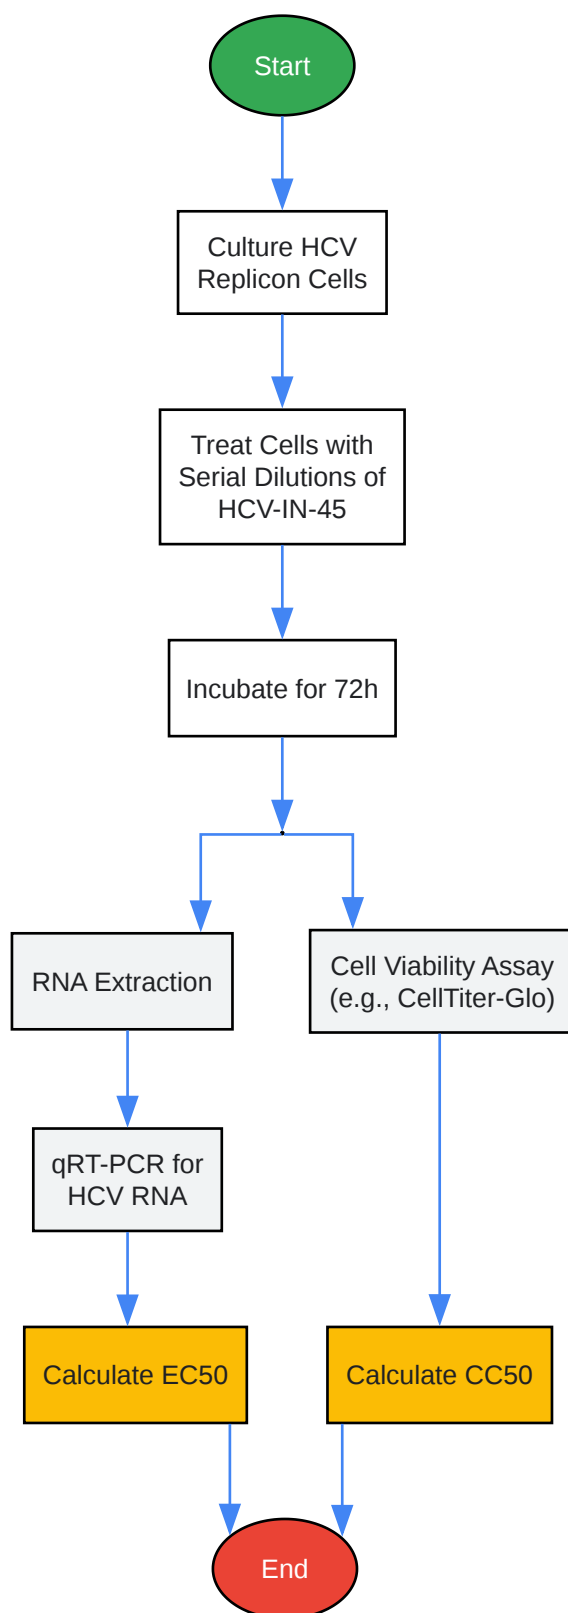 Start
Culture HCV
Replicon Cells
Treat Cells with
Serial Dilutions of
HCV-IN-45
Incubate for 72h
RNA Extraction
Cell Viability Assay
(e.g., CellTiter-Glo)
qRT-PCR for
HCV RNA
Calculate EC50
Calculate CC50
End